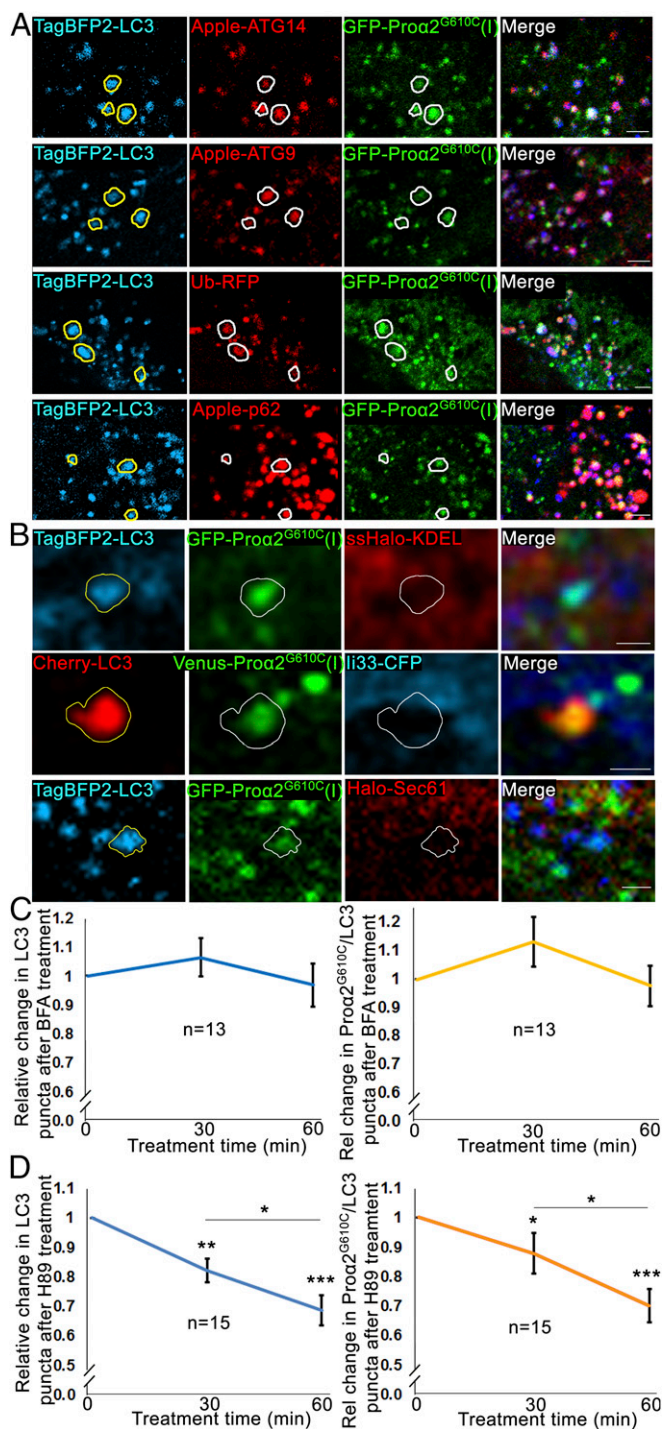 A
TagBFP2-LC3 Apple-ATG14 GFP-Proα2G610C(I) Merge
TagBFP2-LC3 Apple-ATG9 GFP-Proα2G610C(I) Merge
TagBFP2-LC3 Ub-RFP GFP-Proα2G610C(I) Merge
TagBFP2-LC3 Apple-p62 GFP-Proα2G610C(I) Merge
B
TagBFP2-LC3 GFP-Proα2G610C(I) ssHalo-KDEL Merge
Cherry-LC3 Venus-Proα2G610C(I) Ii33-CFP Merge
TagBFP2-LC3 GFP-Proα2G610C(I) Halo-Sec61 Merge
C
Relative change in LC3
puncta after BFA treatment
1.2
1.1
1
0.9
0.8
0.7
0.6
0.0
n=13
0 30 60
Treatment time (min)
Rel change in Proα2G610C/LC3
puncta after BFA treatment
1.2
1.1
1
0.9
0.8
0.7
0.6
0.0
n=13
0 30 60
Treatment time (min)
D
Relative change in LC3
puncta after H89 treatment
1.1
1
0.9
0.8
0.7
0.6
0.5
0.0
*
**
***
n=15
0 30 60
Treatment time (min)
Rel change in Proα2G610C/LC3
puncta after H89 treamtent
1.1
1
0.9
0.8
0.7
0.6
0.5
0.0
*
*
***
n=15
0 30 60
Treatment time (min)